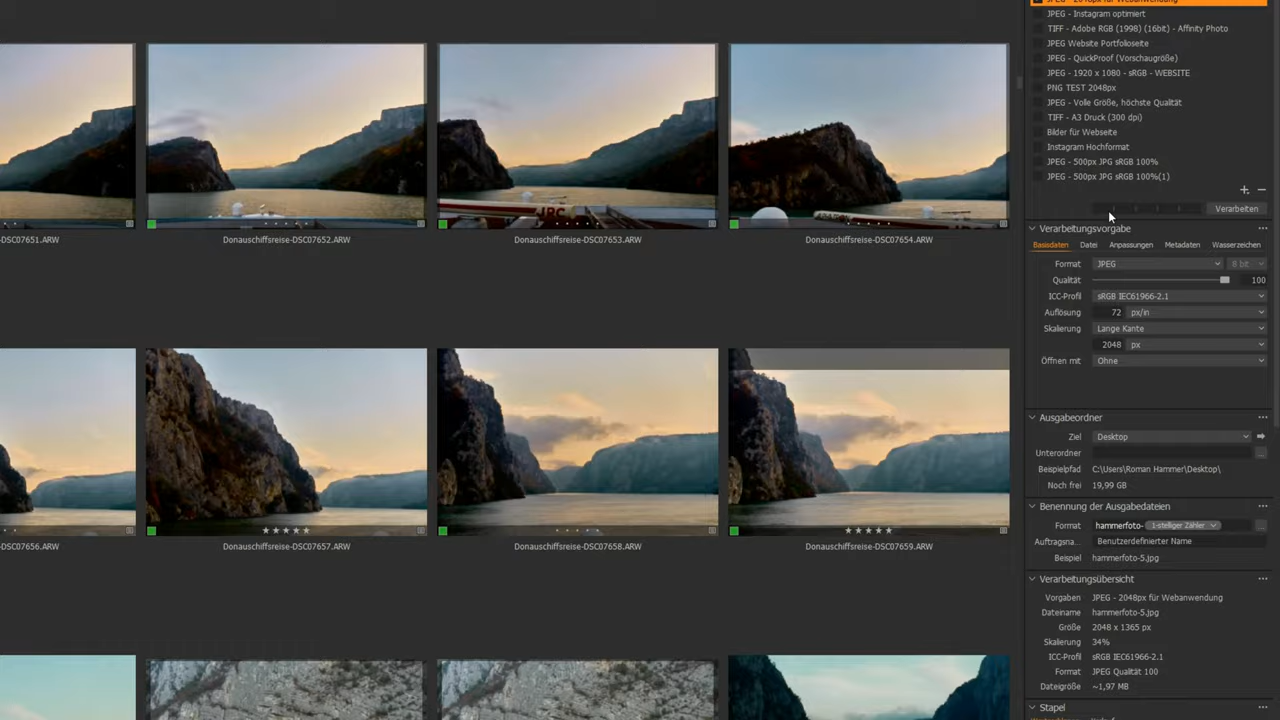 JPEG - 2048px für Webanwendung
JPEG - Instagram optimiert
TIFF - Adobe RGB (1998) (16bit) - Affinity Photo
JPEG Website Portfolioseite
JPEG - QuickProof (Vorschaugröße)
JPEG - 1920 x 1080 - sRGB - WEBSITE
PNG TEST 2048px
JPEG - Volle Größe, höchste Qualität
TIFF - A3 Druck (300 dpi)
Bilder für Webseite
Instagram Hochformat
JPEG - 500px JPG sRGB 100%
JPEG - 500px JPG sRGB 100%(1)
Verarbeiten
Verarbeitungsvorgabe
Basisdaten Datei Anpassungen Metadaten Wasserzeichen
Format JPEG 8 bit
Qualität 100
ICC-Profil sRGB IEC61966-2.1
Auflösung 72 px/in
Skalierung Lange Kante
2048 px
Öffnen mit Ohne
Ausgabeordner
Ziel Desktop
Unterordner ...
Beispielpfad C:\Users\Roman Hammer\Desktop\
Noch frei 19,99 GB
Benennung der Ausgabedateien
Format hammerfoto- 1-stelliger Zähler ...
Auftragsna... Benutzerdefinierter Name
Beispiel hammerfoto-5.jpg
Verarbeitungsübersicht
Vorgaben JPEG - 2048px für Webanwendung
Dateiname hammerfoto-5.jpg
Größe 2048 x 1365 px
Skalierung 34%
ICC-Profil sRGB IEC61966-2.1
Format JPEG Qualität 100
Dateigröße ~1,97 MB
Stapel
-DSC07651.ARW
Donauschiffsreise-DSC07652.ARW
Donauschiffsreise-DSC07653.ARW
Donauschiffsreise-DSC07654.ARW
-DSC07656.ARW
Donauschiffsreise-DSC07657.ARW
Donauschiffsreise-DSC07658.ARW
Donauschiffsreise-DSC07659.ARW